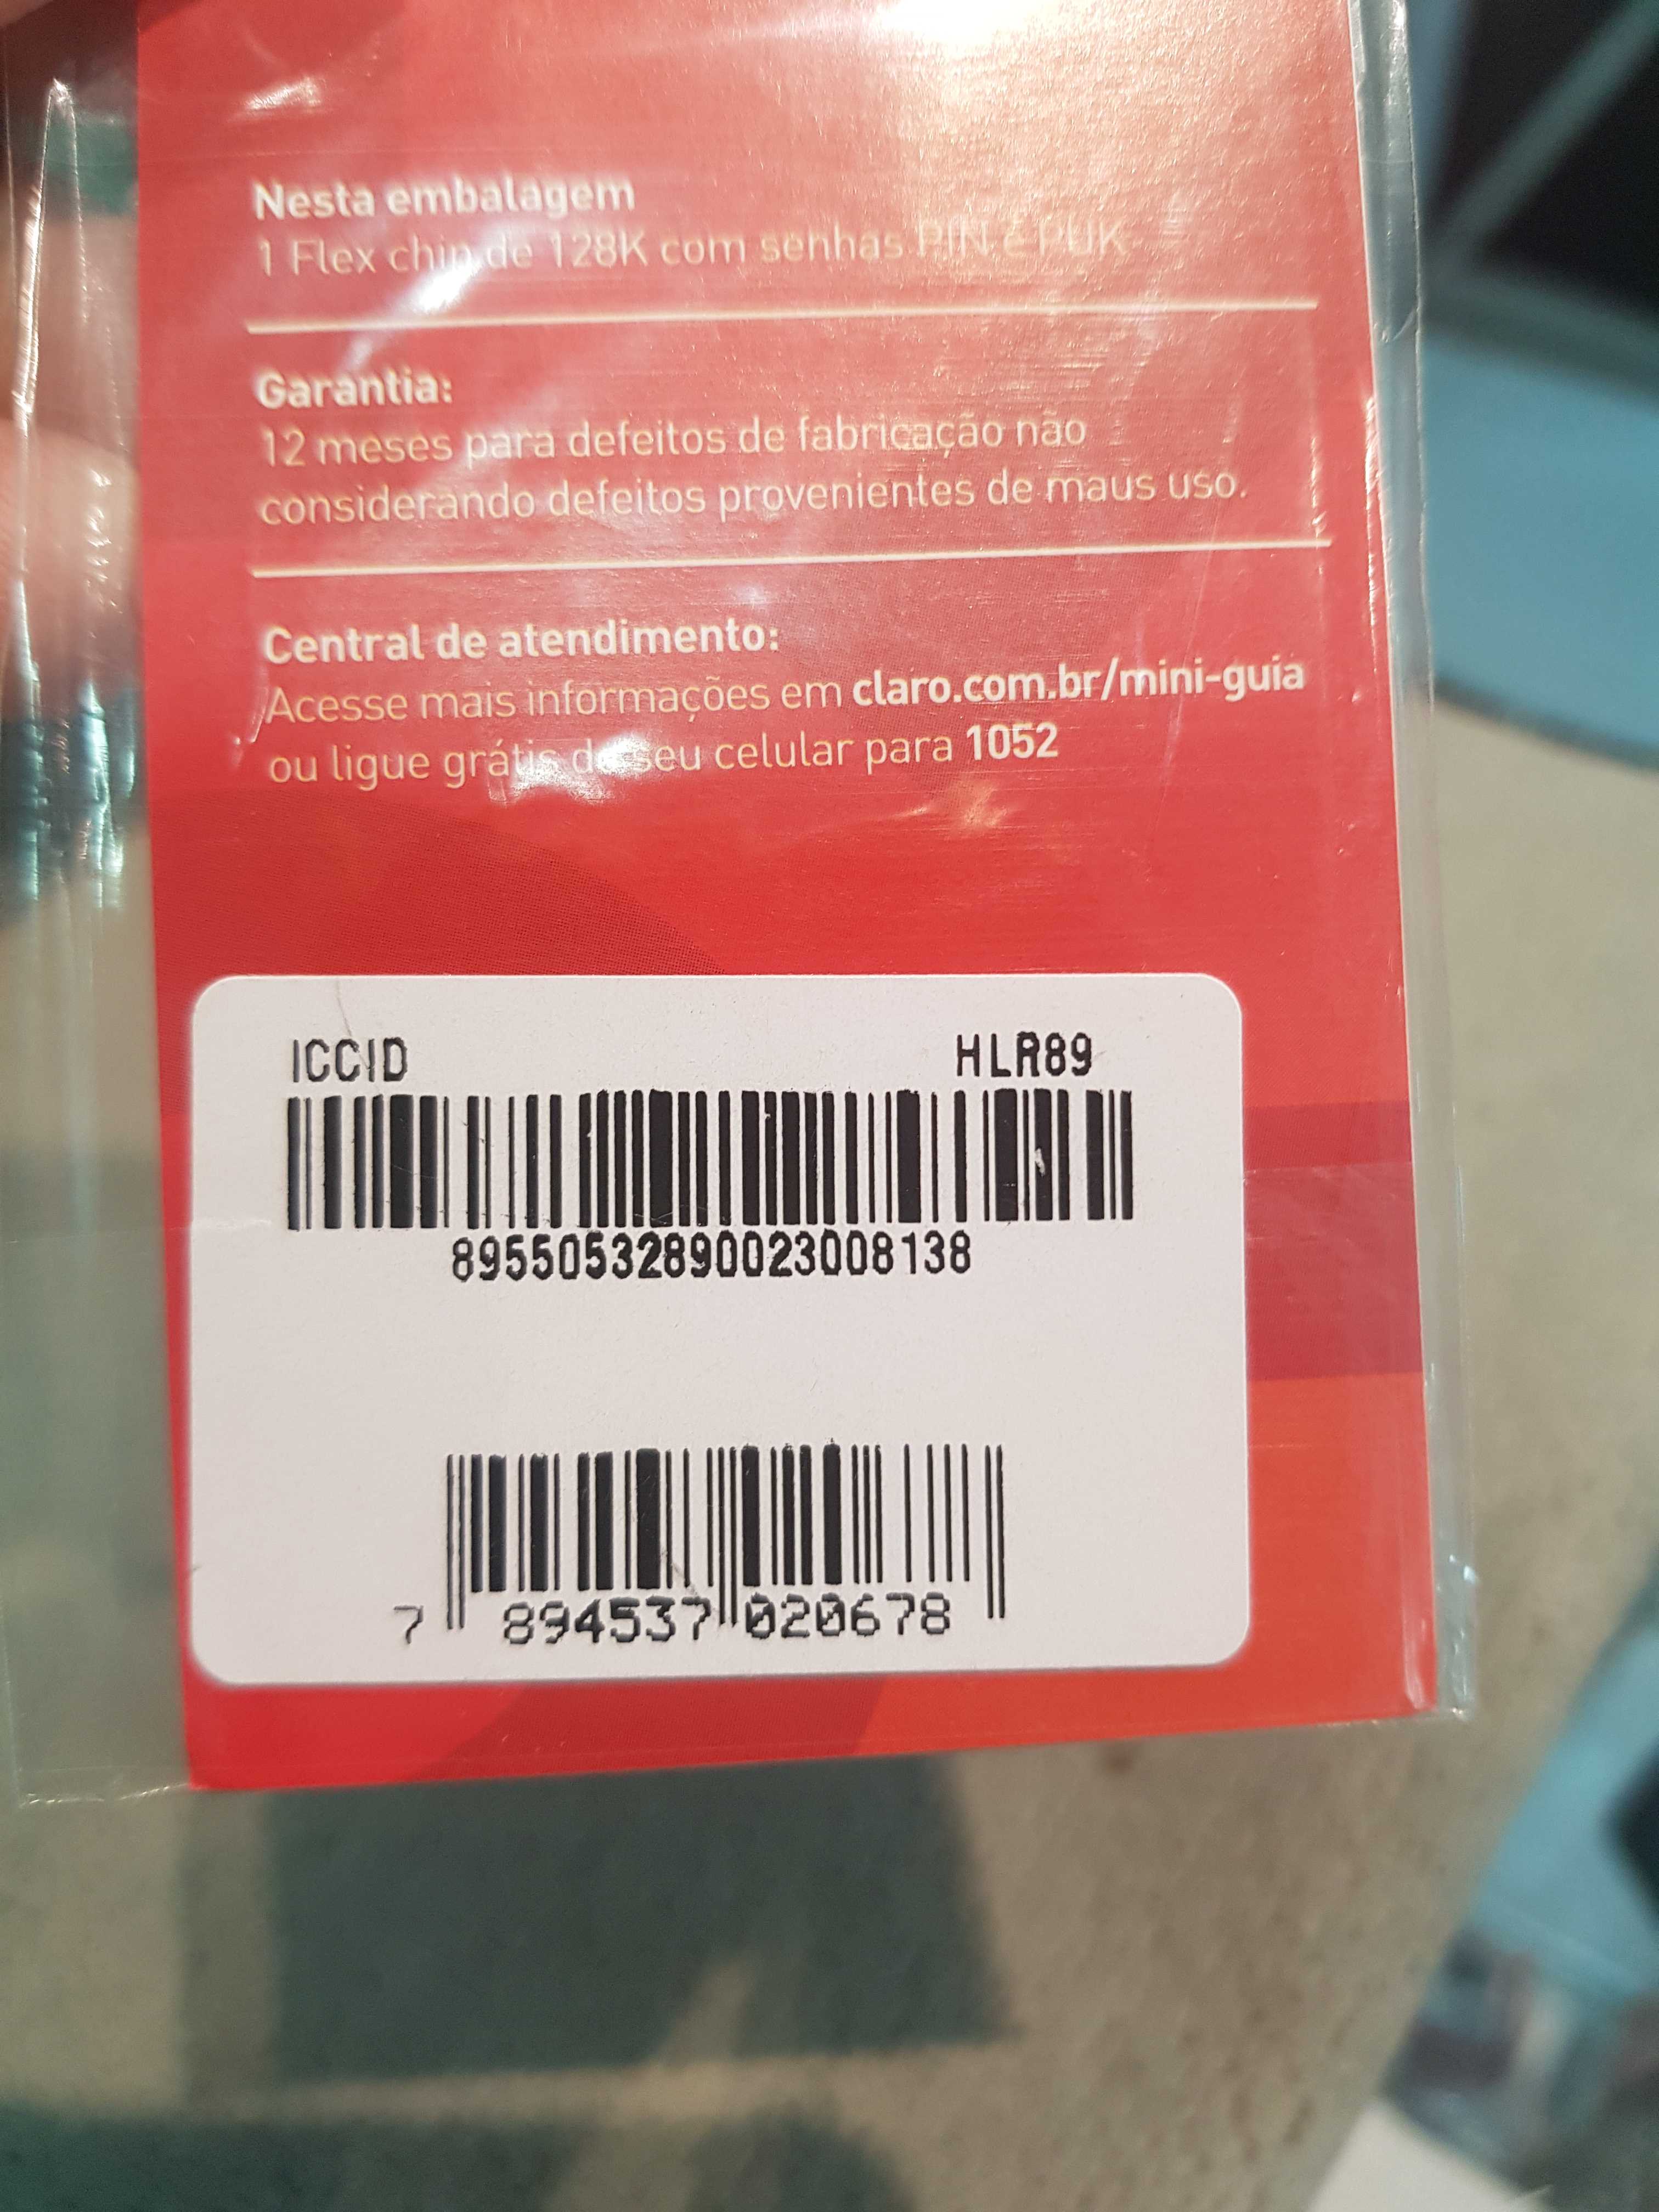 Nesta embalagem
1 Flex chip de 128K com senhas PIN e PUK
Garantia:
12 meses para defeitos de fabricação não
considerando defeitos provenientes de maus uso.
Central de atendimento:
Acesse mais informações em claro.com.br/mini-guia
ou ligue grátis do seu celular para 1052
ICCID HLR89
89550532890023008138
7 894537 020678